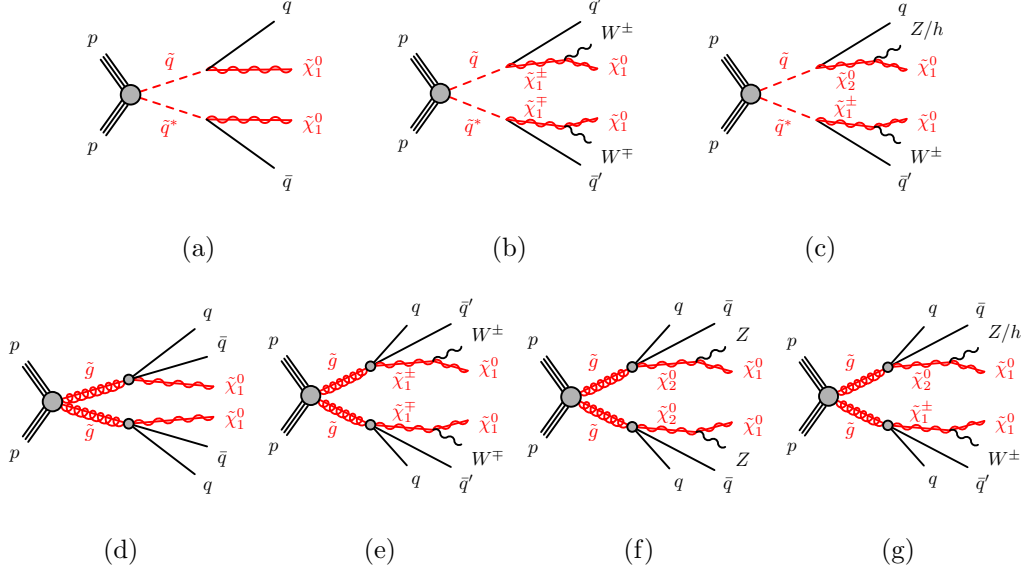 p
p
q̃
q̃*
q
χ̃₁⁰
χ̃₁⁰
q̄
(a)
p
p
q̃
q̃*
q′
W±
χ̃₁±
χ̃₁⁰
χ̃₁∓
χ̃₁⁰
W∓
q̄′
(b)
p
p
q̃
q̃*
q
Z/h
χ̃₂⁰
χ̃₁⁰
χ̃₁±
χ̃₁⁰
W±
q̄′
(c)
p
p
g̃
g̃
q
q̄
χ̃₁⁰
χ̃₁⁰
q̄
q
(d)
p
p
g̃
g̃
q
q̄′
W±
χ̃₁±
χ̃₁⁰
χ̃₁∓
χ̃₁⁰
W∓
q̄′
q
(e)
p
p
g̃
g̃
q
q̄
Z
χ̃₂⁰
χ̃₁⁰
χ̃₂⁰
χ̃₁⁰
Z
q̄
q
(f)
p
p
g̃
g̃
q
q̄
Z/h
χ̃₂⁰
χ̃₁⁰
χ̃₁±
χ̃₁⁰
W±
q̄′
q
(g)